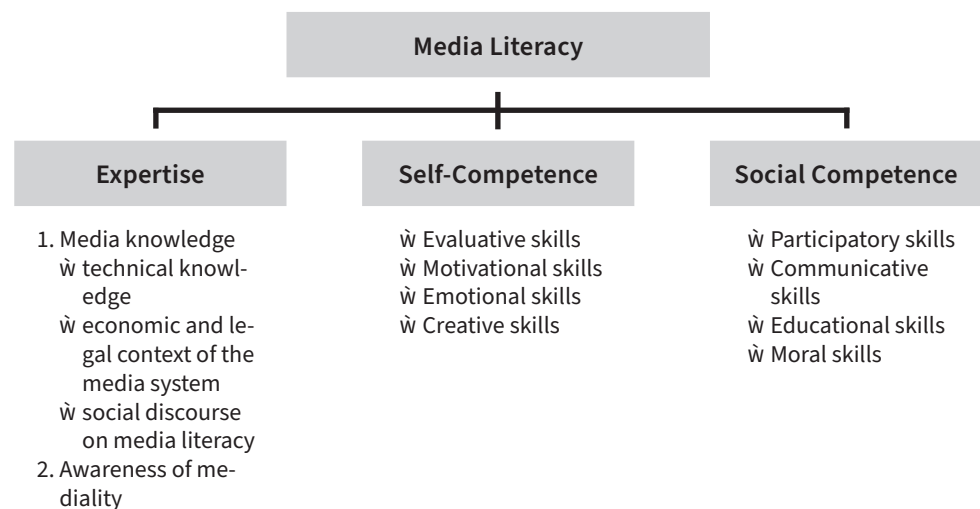 Media Literacy
Expertise
1. Media knowledge
ẁ technical knowl-
edge
ẁ economic and le-
gal context of the
media system
ẁ social discourse
on media literacy
2. Awareness of me-
diality
Self-Competence
ẁ Evaluative skills
ẁ Motivational skills
ẁ Emotional skills
ẁ Creative skills
Social Competence
ẁ Participatory skills
ẁ Communicative
skills
ẁ Educational skills
ẁ Moral skills